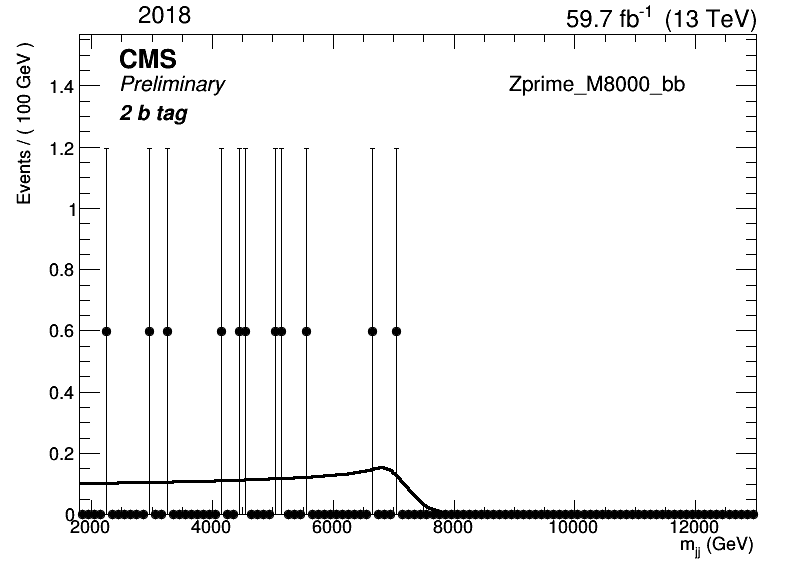 2018 59.7 fb⁻¹ (13 TeV)
CMS
Preliminary
Zprime_M8000_bb
2 b tag
Events / ( 100 GeV )
1.4
1.2
1
0.8
0.6
0.4
0.2
0
2000 4000 6000 8000 10000 12000
m_jj (GeV)